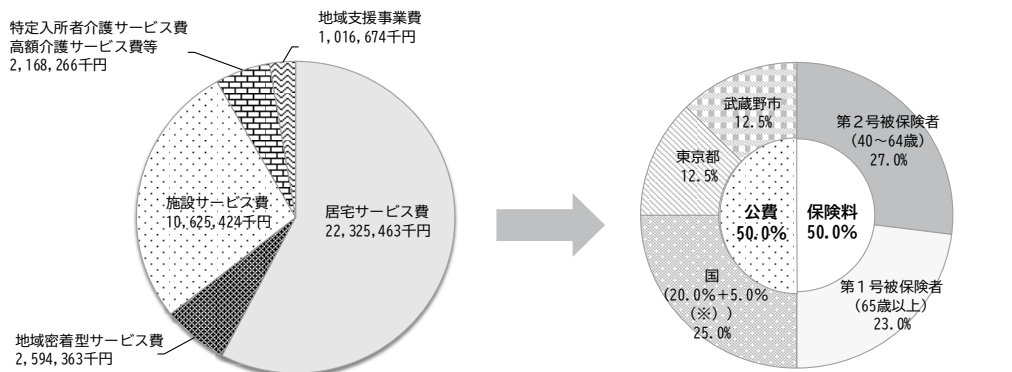 特定入所者介護サービス費
高額介護サービス費等
2,168,266千円
地域支援事業費
1,016,674千円
施設サービス費
10,625,424千円
居宅サービス費
22,325,463千円
地域密着型サービス費
2,594,363千円
武蔵野市
12.5%
第２号被保険者
(40～64歳)
27.0%
東京都
12.5%
公費
50.0%
保険料
50.0%
国
(20.0%＋5.0%
(※))
25.0%
第１号被保険者
(65歳以上)
23.0%